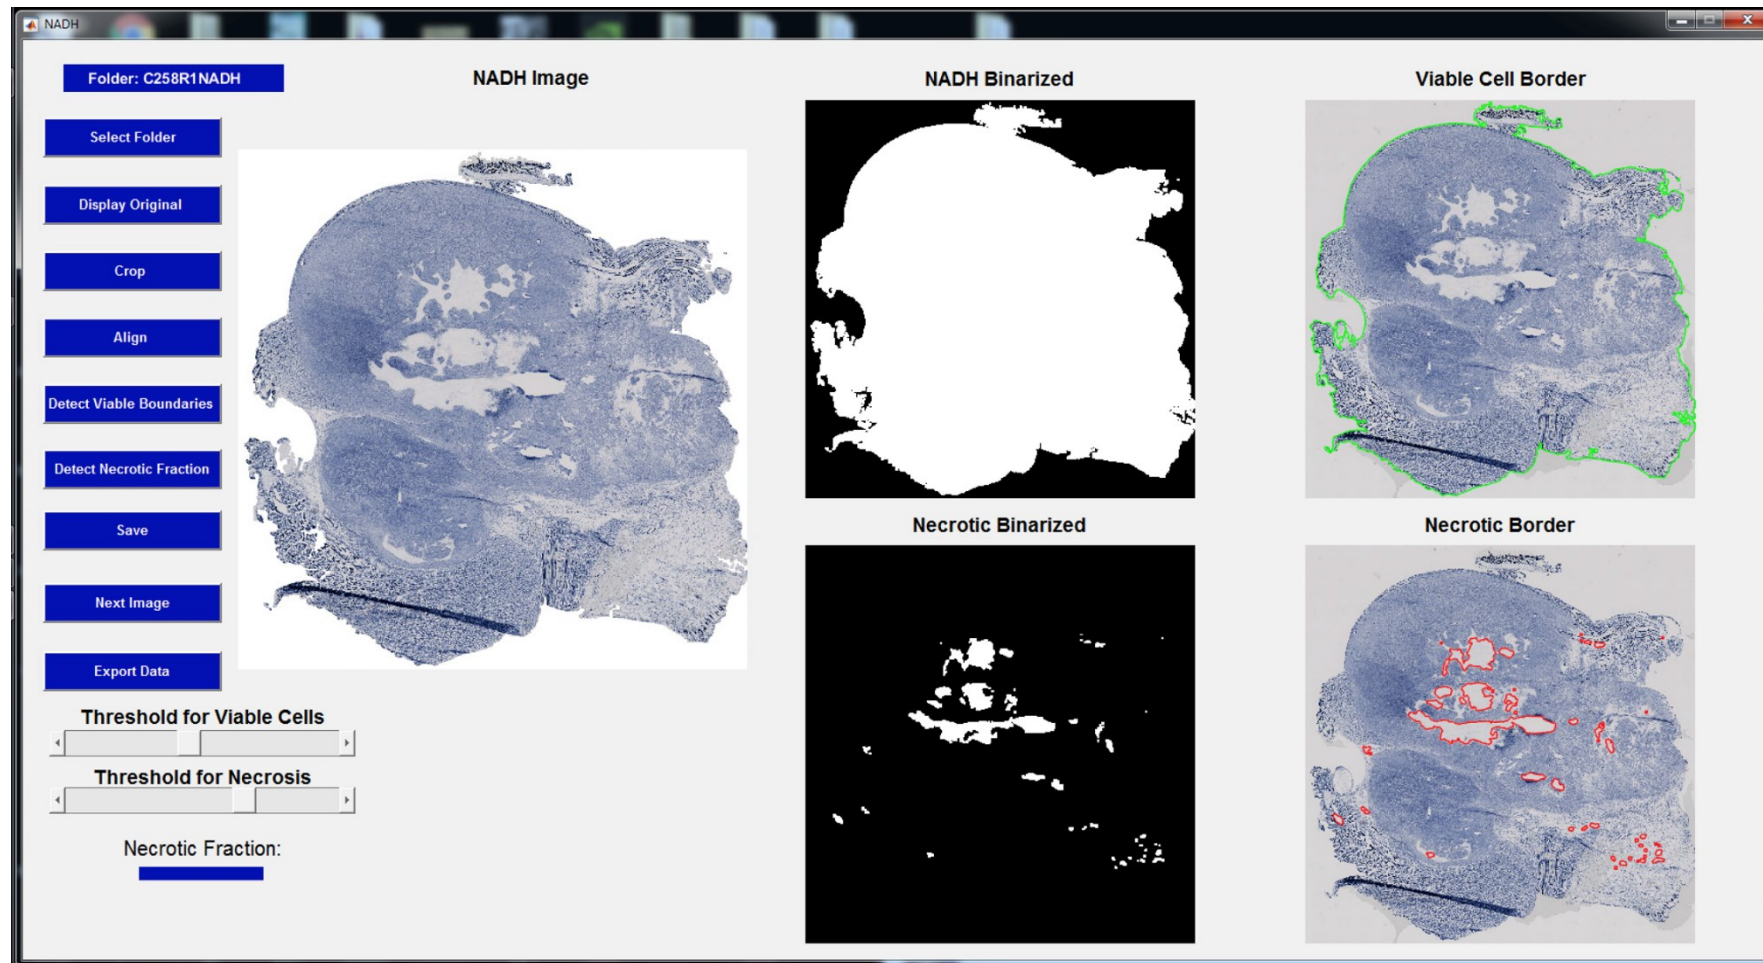 NADH
Folder: C258R1NADH
NADH Image
NADH Binarized
Viable Cell Border
Select Folder
Display Original
Crop
Align
Detect Viable Boundaries
Detect Necrotic Fraction
Save
Next Image
Export Data
Necrotic Binarized
Necrotic Border
Threshold for Viable Cells
Threshold for Necrosis
Necrotic Fraction: